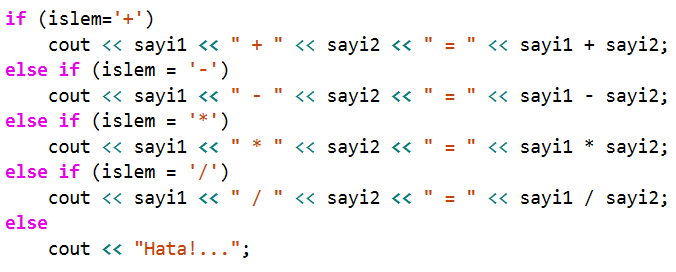 if (islem='+')
    cout << sayi1 << " + " << sayi2 << " = " << sayi1 + sayi2;
else if (islem = '-')
    cout << sayi1 << " - " << sayi2 << " = " << sayi1 - sayi2;
else if (islem = '*')
    cout << sayi1 << " * " << sayi2 << " = " << sayi1 * sayi2;
else if (islem = '/')
    cout << sayi1 << " / " << sayi2 << " = " << sayi1 / sayi2;
else
    cout << "Hata!...";